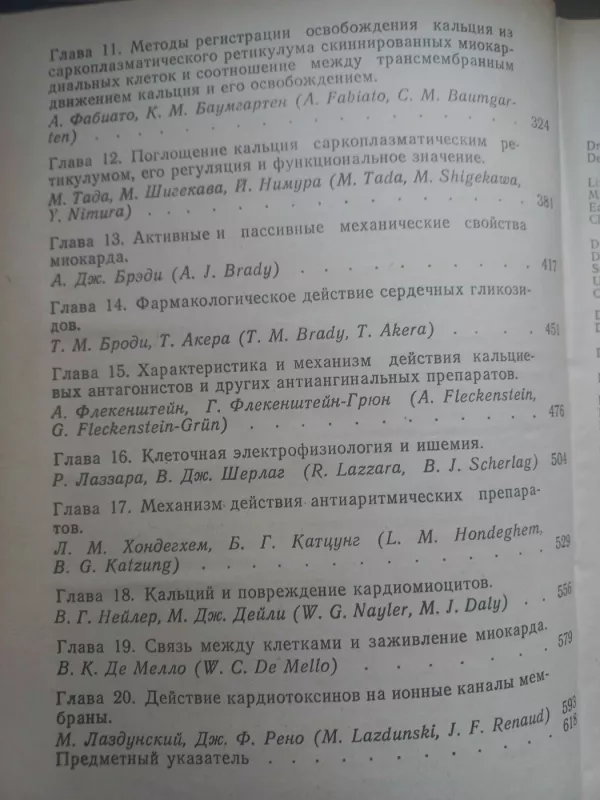 Глава 11. Методы регистрации освобождения кальция из
саркоплазматического ретикулума скиннированных миокар-
диальных клеток и соотношение между трансмембранным
движением кальция и его освобождением.
А. Фабиато, К. М. Баумгартен (A. Fabiato, C. M. Baumgar-
ten) . . . . . . . . . . . . 324
Глава 12. Поглощение кальция саркоплазматическим ре-
тикулумом, его регуляция и функциональное значение.
М. Тада, М. Шигекава, Й. Нимура (M. Tada, M. Shigekawa,
Y. Nimura) . . . . . . . . . . . 381
Глава 13. Активные и пассивные механические свойства
миокарда.
А. Дж. Брэди (A. J. Brady) . . . . . . . 417
Глава 14. Фармакологическое действие сердечных гликози-
дов.
Т. М. Броди, Т. Акера (T. M. Brady, T. Akera) . . . . 451
Глава 15. Характеристика и механизм действия кальцие-
вых антагонистов и других антиангинальных препаратов.
А. Флекенштейн, Г. Флекенштейн-Грюн (A. Fleckenstein,
G. Fleckenstein-Grün) . . . . . . . . . 476
Глава 16. Клеточная электрофизиология и ишемия.
Р. Лаззара, В. Дж. Шерлаг (R. Lazzara, B. J. Scherlag) 504
Глава 17. Механизм действия антиаритмических препара-
тов.
Л. М. Хондегхем, Б. Г. Катцунг (L. M. Hondeghem,
B. G. Katzung) . . . . . . . . . . 529
Глава 18. Кальций и повреждение кардиомиоцитов.
В. Г. Нейлер, М. Дж. Дейли (W. G. Nayler, M. J. Daly) . . 556
Глава 19. Связь между клетками и заживление миокарда.
В. К. Де Мелло (W. C. De Mello) . . . . . . 579
Глава 20. Действие кардиотоксинов на ионные каналы мем-
браны.
М. Лаздунский, Дж. Ф. Рено (M. Lazdunski, J. F. Renaud) 593
Предметный указатель . . . . . . . . . 618